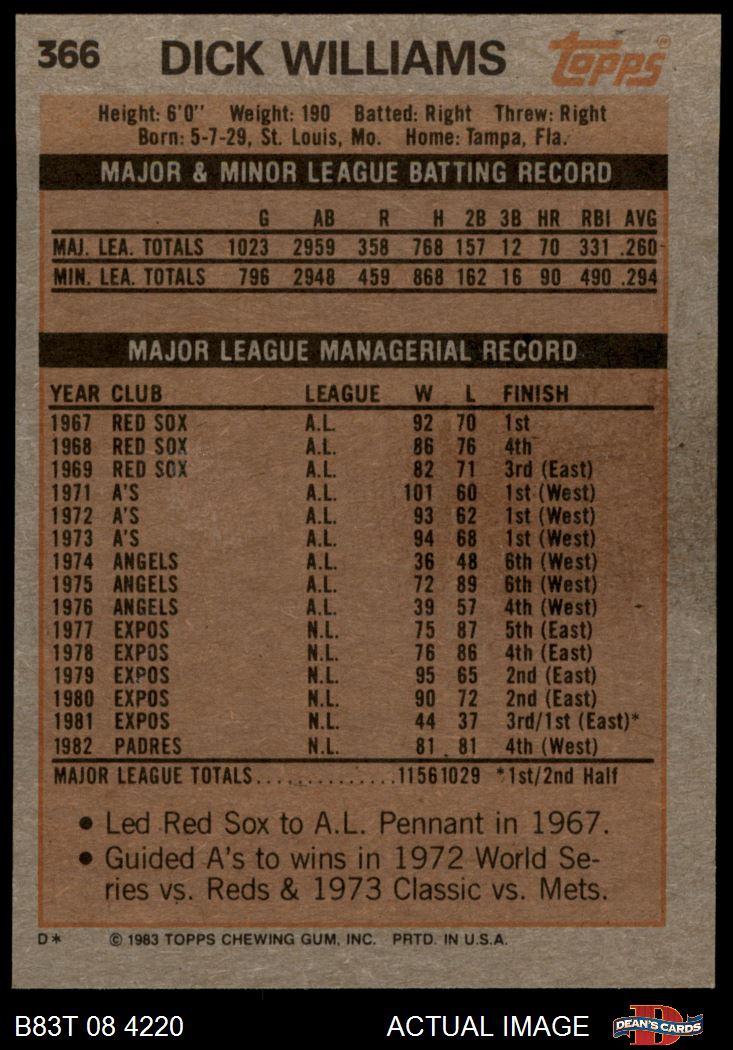 366 DICK WILLIAMS topps®
Height: 6'0" Weight: 190 Batted: Right Threw: Right
Born: 5-7-29, St. Louis, Mo. Home: Tampa, Fla.
MAJOR & MINOR LEAGUE BATTING RECORD
G AB R H 2B 3B HR RBI AVG
MAJ. LEA. TOTALS 1023 2959 358 768 157 12 70 331 .260
MIN. LEA. TOTALS 796 2948 459 868 162 16 90 490 .294
MAJOR LEAGUE MANAGERIAL RECORD
YEAR CLUB LEAGUE W L FINISH
1967 RED SOX A.L. 92 70 1st
1968 RED SOX A.L. 86 76 4th
1969 RED SOX A.L. 82 71 3rd (East)
1971 A'S A.L. 101 60 1st (West)
1972 A'S A.L. 93 62 1st (West)
1973 A'S A.L. 94 68 1st (West)
1974 ANGELS A.L. 36 48 6th (West)
1975 ANGELS A.L. 72 89 6th (West)
1976 ANGELS A.L. 39 57 4th (West)
1977 EXPOS N.L. 75 87 5th (East)
1978 EXPOS N.L. 76 86 4th (East)
1979 EXPOS N.L. 95 65 2nd (East)
1980 EXPOS N.L. 90 72 2nd (East)
1981 EXPOS N.L. 44 37 3rd/1st (East)*
1982 PADRES N.L. 81 81 4th (West)
MAJOR LEAGUE TOTALS..............11561029 *1st/2nd Half
• Led Red Sox to A.L. Pennant in 1967.
• Guided A's to wins in 1972 World Se-
ries vs. Reds & 1973 Classic vs. Mets.
D* © 1983 TOPPS CHEWING GUM, INC. PRTD. IN U.S.A.
B83T 08 4220 ACTUAL IMAGE D DEAN'S CARDS